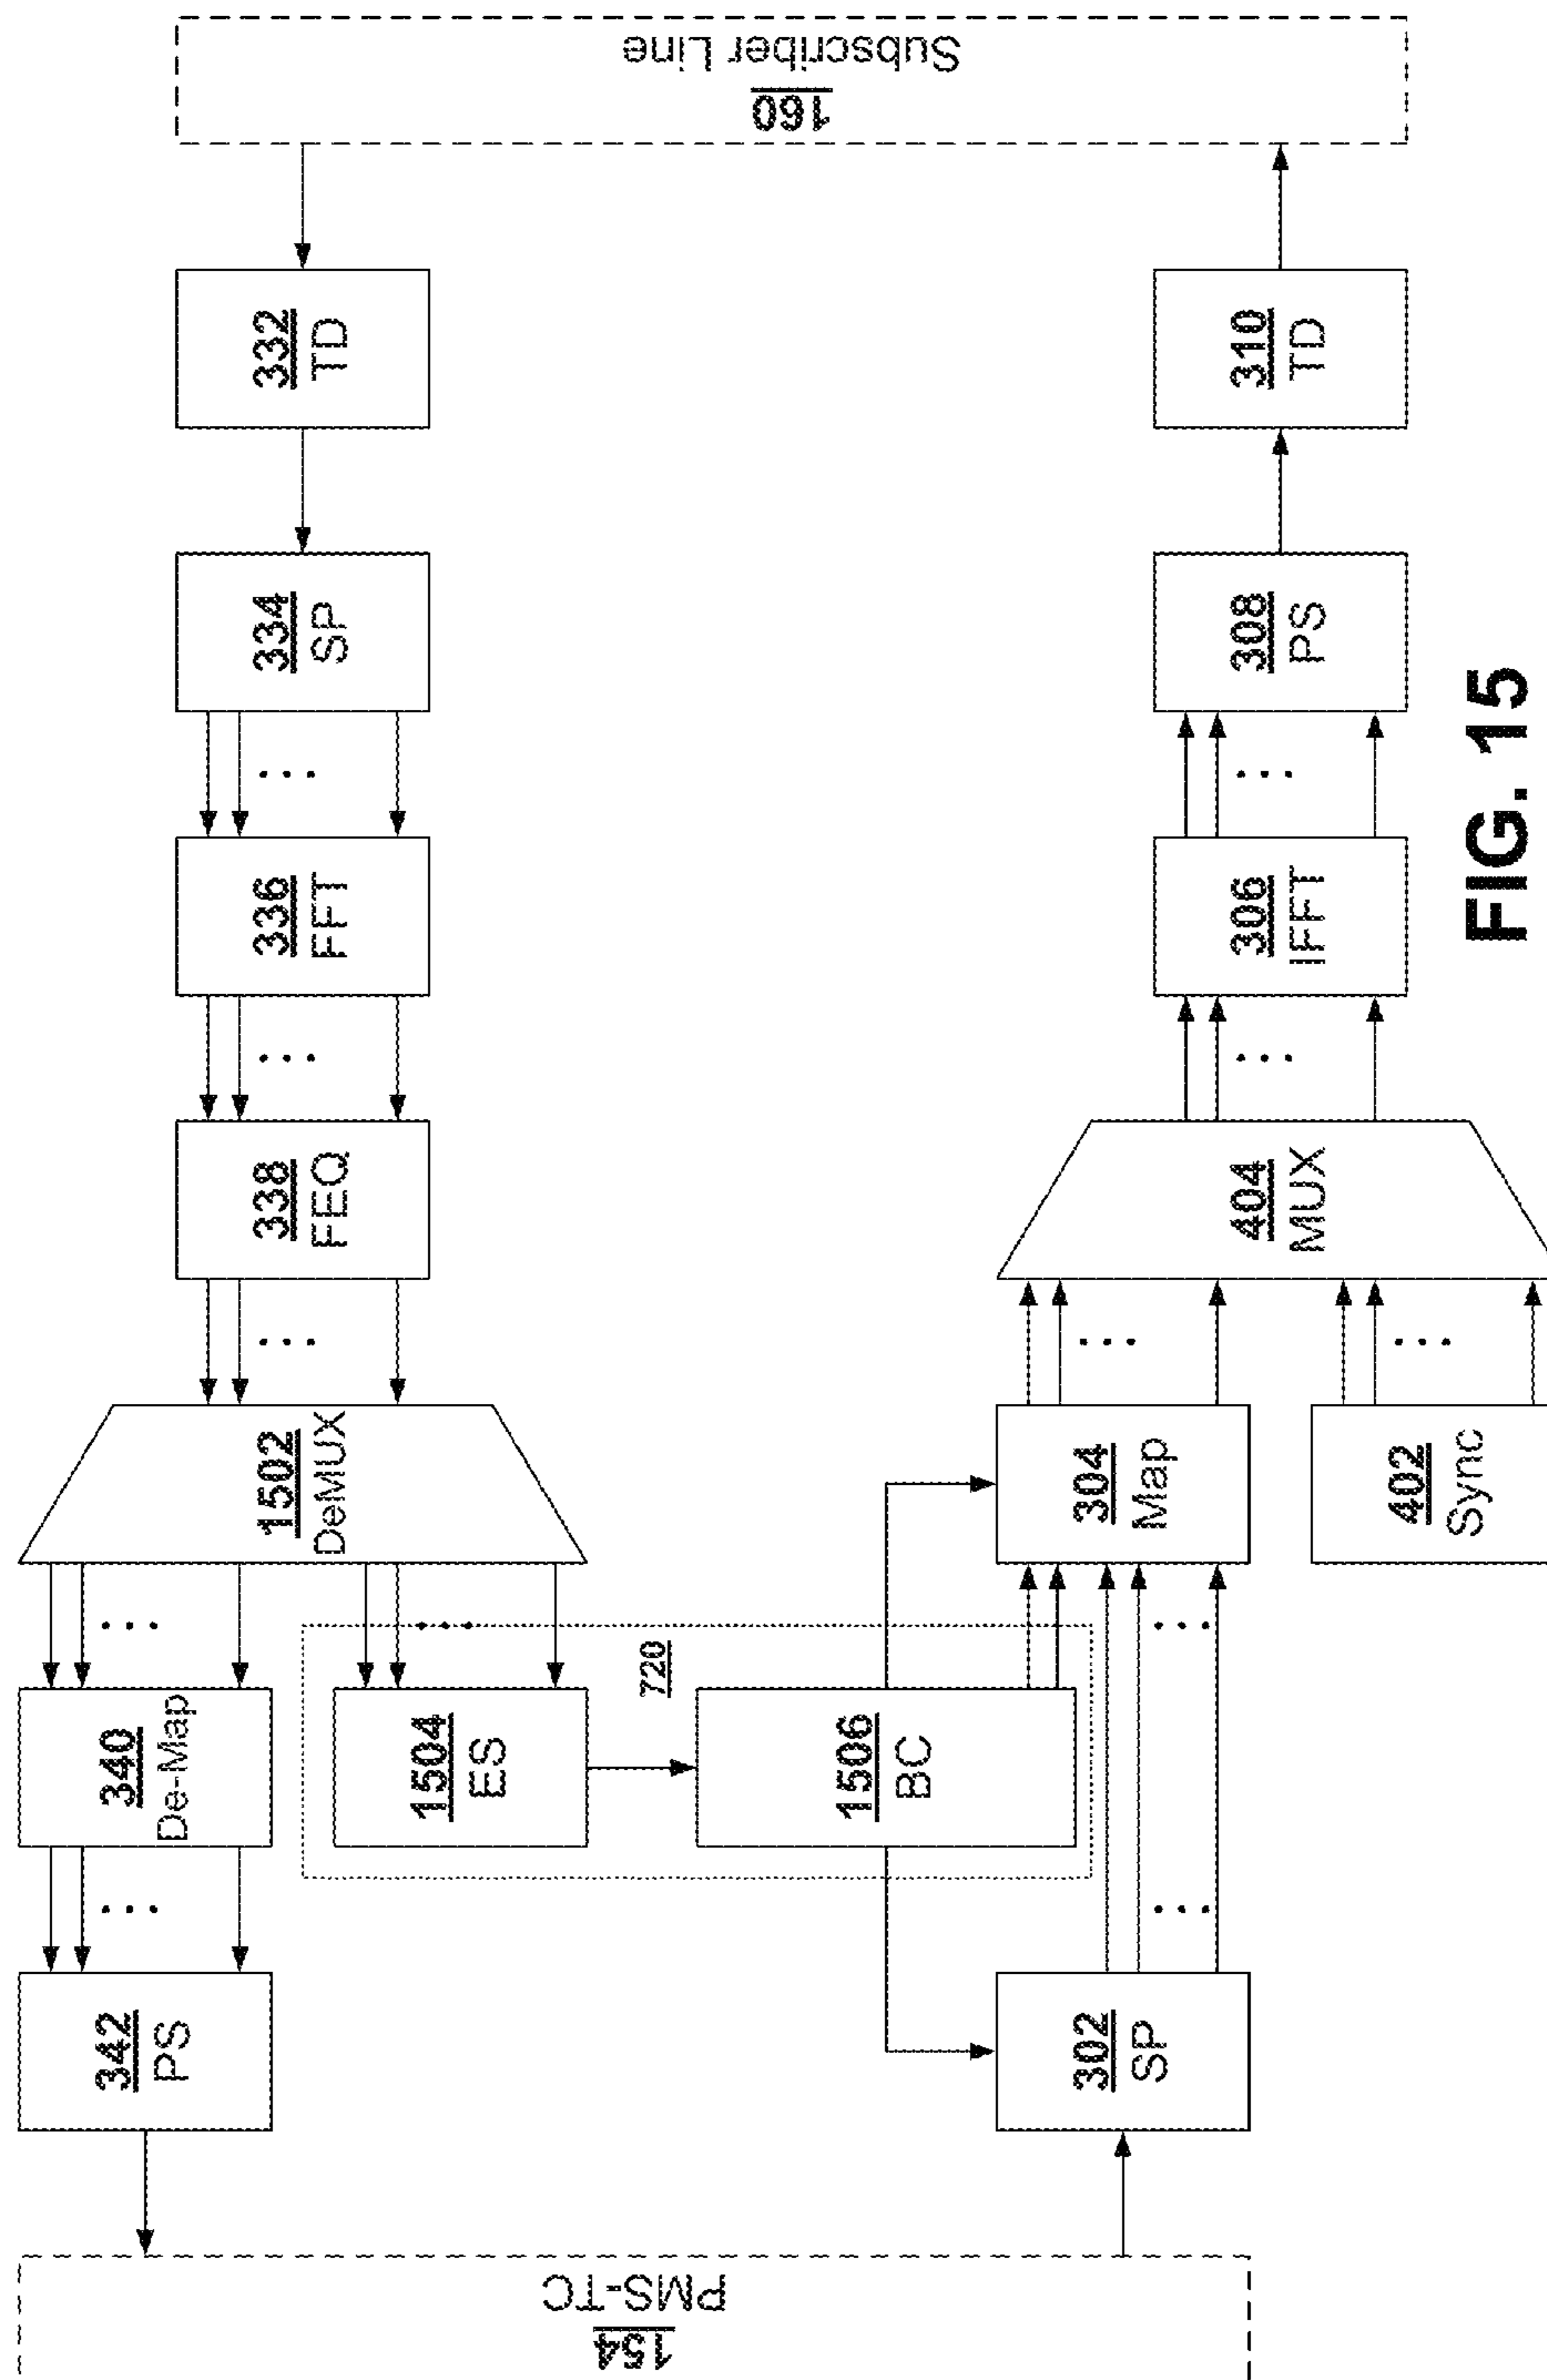 160
Subscriber Line
332
TD
334
SP
336
FFT
338
FEQ
1502
DeMUX
340
De-Map
342
PS
154
PMS-TC
1504
ES
720
1506
BC
302
SP
304
Map
402
Sync
404
MUX
306
IFFT
308
PS
310
TD
FIG. 15